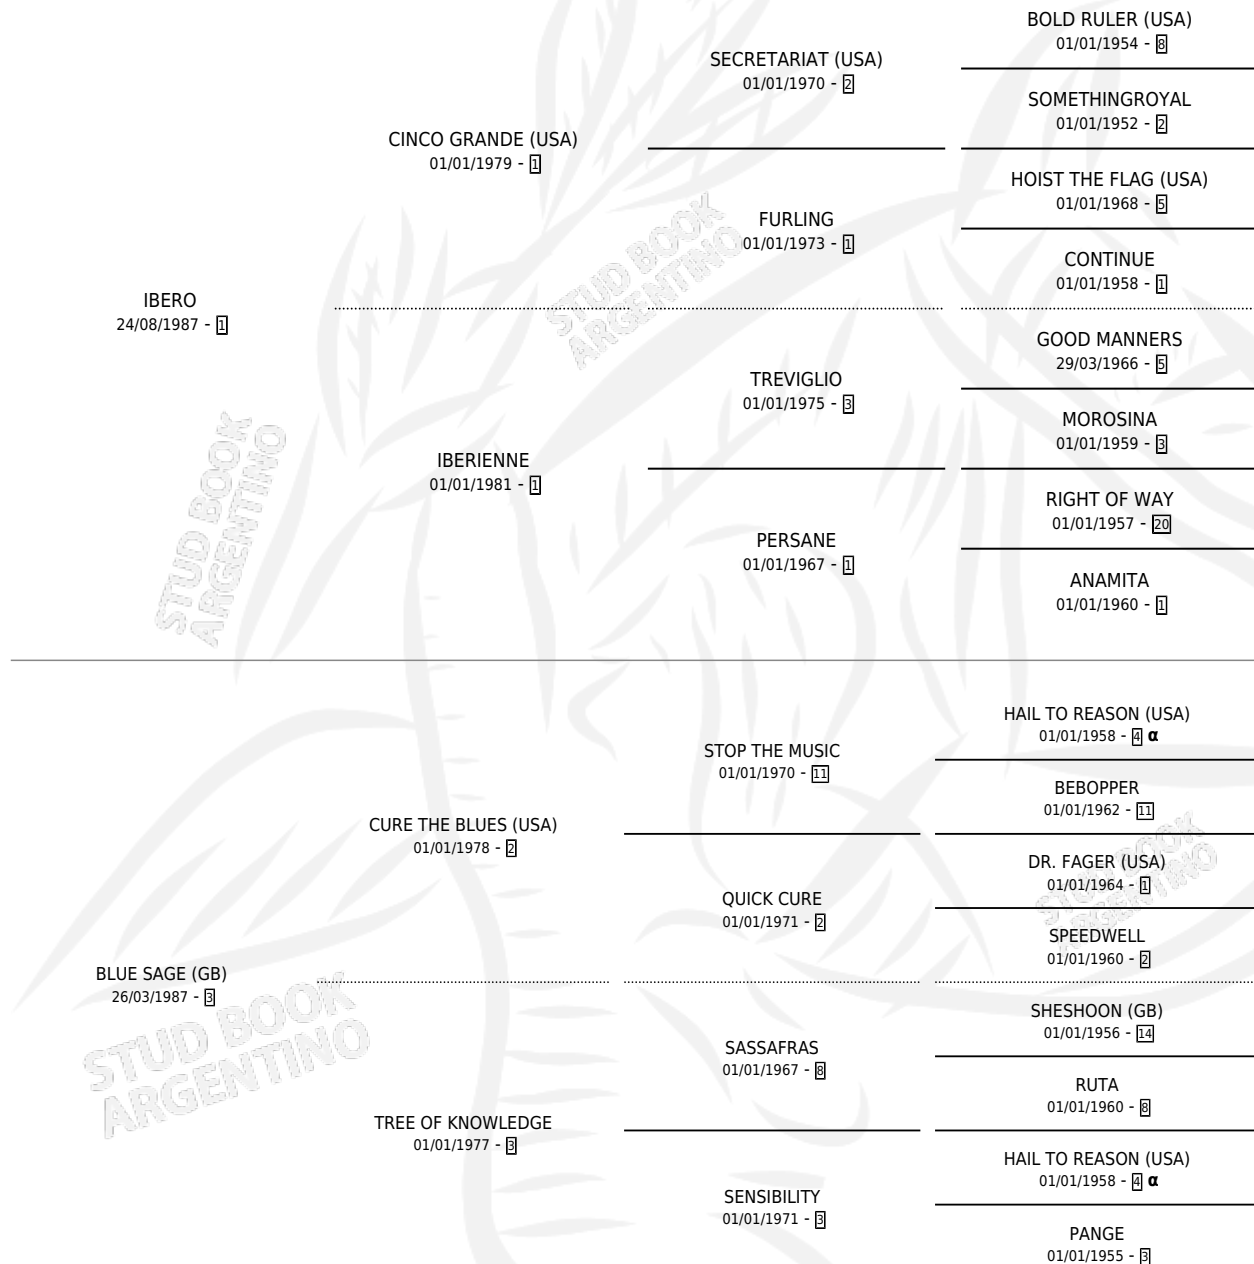 BOLD RULER (USA)
01/01/1954 - 8
SECRETARIAT (USA)
01/01/1970 - 2
SOMETHINGROYAL
01/01/1952 - 2
CINCO GRANDE (USA)
01/01/1979 - 1
HOIST THE FLAG (USA)
01/01/1968 - 5
FURLING
01/01/1973 - 1
CONTINUE
01/01/1958 - 1
STUD BOOK
ARGENTINO
IBERO
24/08/1987 - 1
GOOD MANNERS
29/03/1966 - 5
TREVIGLIO
01/01/1975 - 3
MOROSINA
01/01/1959 - 3
IBERIENNE
01/01/1981 - 1
RIGHT OF WAY
01/01/1957 - 20
PERSANE
01/01/1967 - 1
ANAMITA
01/01/1960 - 1
STUD BOOK
ARGENTINO
HAIL TO REASON (USA)
01/01/1958 - 4 α
STOP THE MUSIC
01/01/1970 - 11
BEBOPPER
01/01/1962 - 11
CURE THE BLUES (USA)
01/01/1978 - 2
DR. FAGER (USA)
01/01/1964 - 1
STUD BOOK
ARGENTINO
QUICK CURE
01/01/1971 - 2
SPEEDWELL
01/01/1960 - 2
BLUE SAGE (GB)
26/03/1987 - 3
STUD BOOK
ARGENTINO
SHESHOON (GB)
01/01/1956 - 14
SASSAFRAS
01/01/1967 - 8
RUTA
01/01/1960 - 8
TREE OF KNOWLEDGE
01/01/1977 - 3
HAIL TO REASON (USA)
01/01/1958 - 4 α
SENSIBILITY
01/01/1971 - 3
PANGE
01/01/1955 - 3